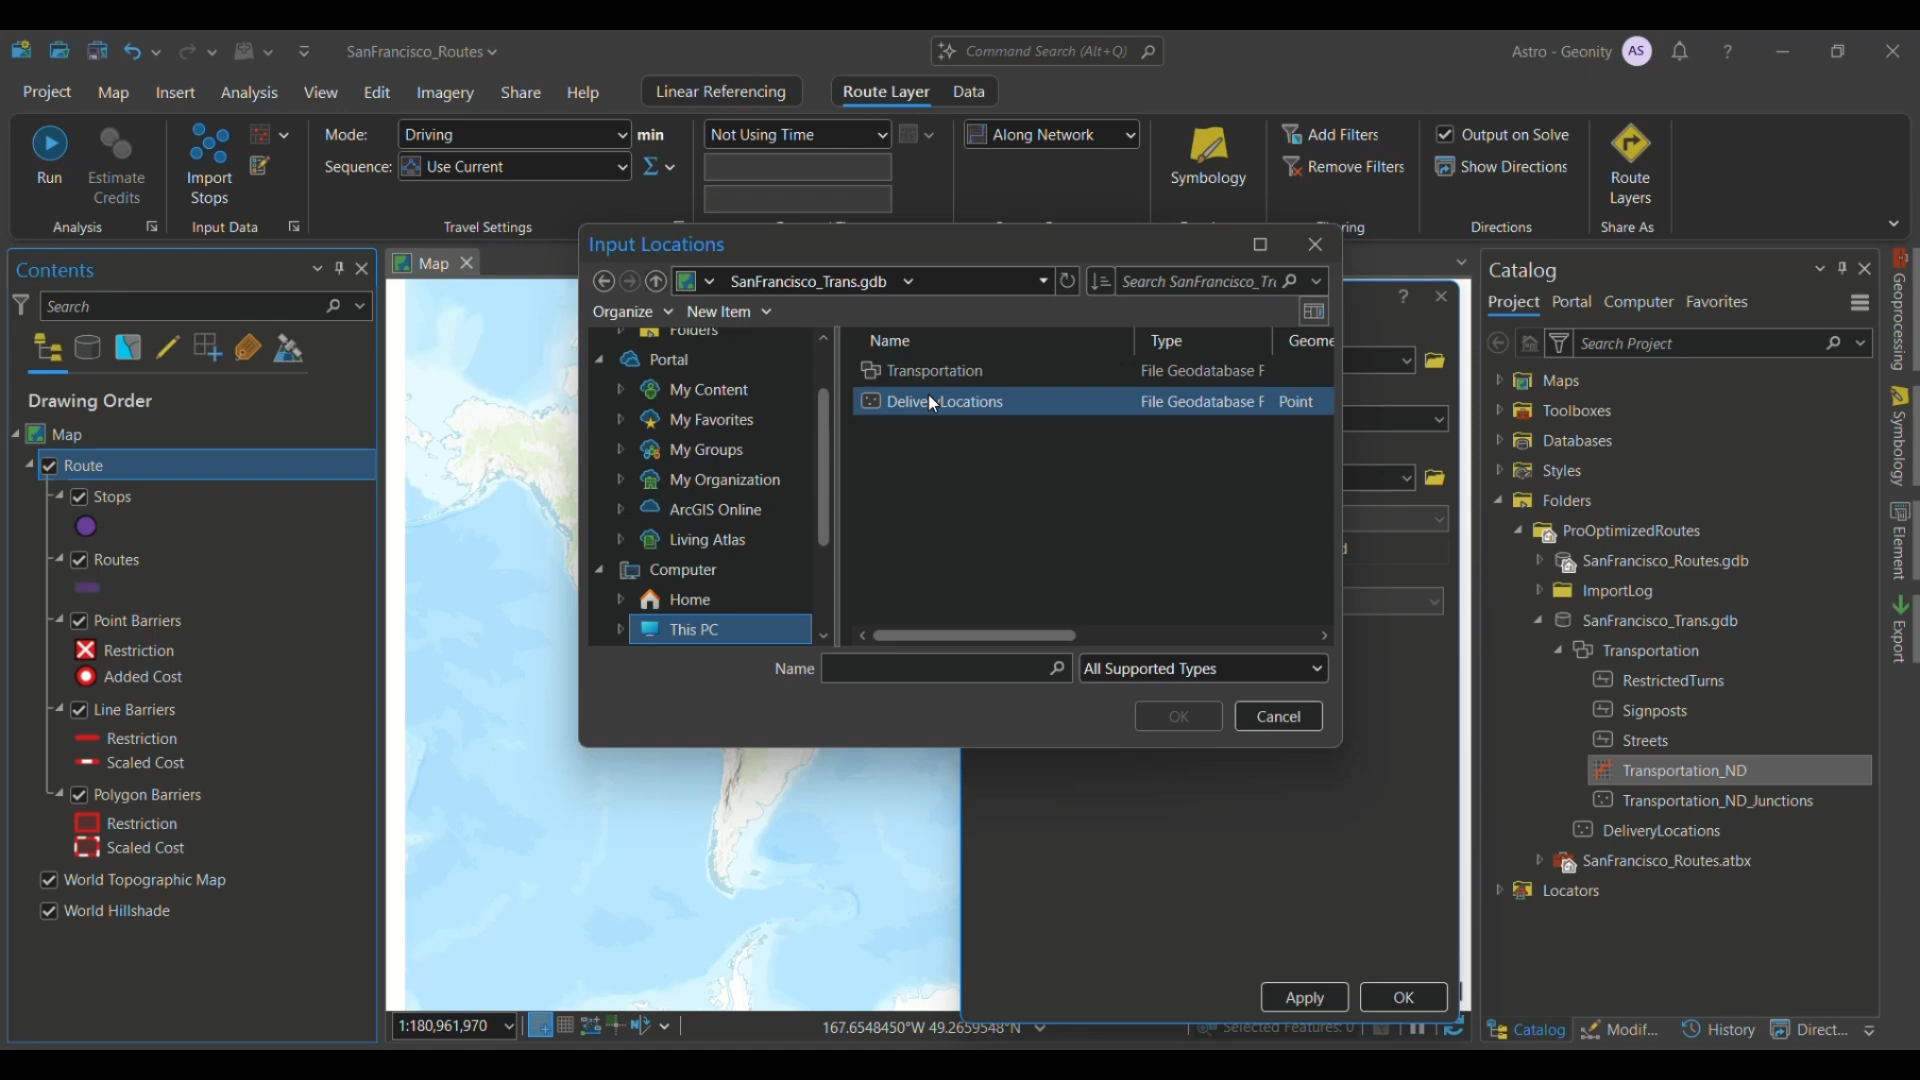 SanFrancisco_Routes
Command Search (Alt+Q)
Astro - Geonity
AS
?
Project
Map
Insert
Analysis
View
Edit
Imagery
Share
Help
Linear Referencing
Route Layer
Data
Run
Estimate
Credits
Analysis
Import
Stops
Input Data
Mode:
Driving
min
Sequence:
Use Current
Travel Settings
Not Using Time
Along Network
Symbology
Add Filters
Remove Filters
Output on Solve
Show Directions
Directions
Route
Layers
Share As
Contents
Search
Drawing Order
Map
Route
Stops
Routes
Point Barriers
Restriction
Added Cost
Line Barriers
Restriction
Scaled Cost
Polygon Barriers
Restriction
Scaled Cost
World Topographic Map
World Hillshade
Map
Input Locations
SanFrancisco_Trans.gdb
Search SanFrancisco_Tr
Organize
New Item
Folders
Portal
My Content
My Favorites
My Groups
My Organization
ArcGIS Online
Living Atlas
Computer
Home
This PC
Name
Type
Geome
Transportation
File Geodatabase F
File Geodatabase F
Point
Name
All Supported Types
OK
Cancel
?
Apply
OK
1:180,961,970
167.6548450°W 49.2659548°N
Selected Features: 0
Catalog
Project
Portal
Computer
Favorites
Search Project
Maps
Toolboxes
Databases
Styles
Folders
ProOptimizedRoutes
SanFrancisco_Routes.gdb
ImportLog
SanFrancisco_Trans.gdb
Transportation
RestrictedTurns
Signposts
Streets
Transportation_ND
Transportation_ND_Junctions
DeliveryLocations
SanFrancisco_Routes.atbx
Locators
Catalog
Modif...
History
Direct...
Geoprocessing
Symbology
Element
Export